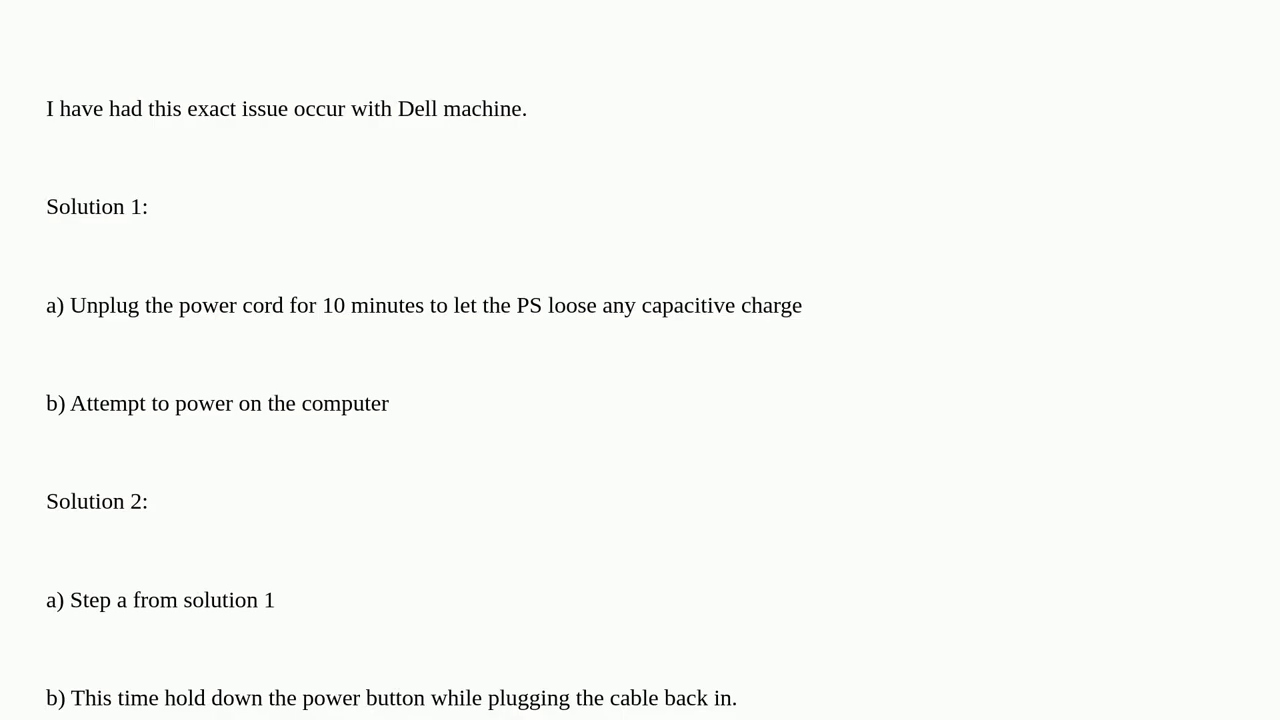 I have had this exact issue occur with Dell machine.
Solution 1:
a) Unplug the power cord for 10 minutes to let the PS loose any capacitive charge
b) Attempt to power on the computer
Solution 2:
a) Step a from solution 1
b) This time hold down the power button while plugging the cable back in.